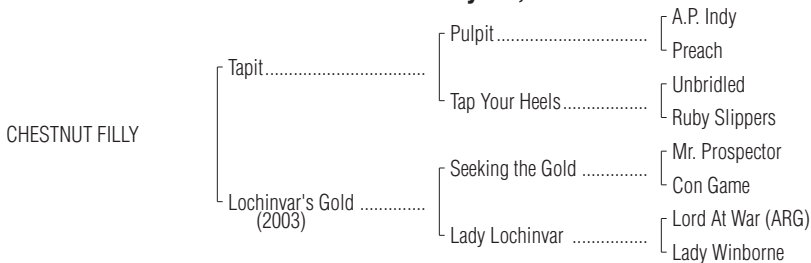 A.P. Indy
Pulpit................................
Preach
Tapit..................................
Unbridled
Tap Your Heels..................
Ruby Slippers
CHESTNUT FILLY
Mr. Prospector
Seeking the Gold ..............
Con Game
Lochinvar's Gold ..............
(2003)
Lord At War (ARG)
Lady Lochinvar ................
Lady Winborne